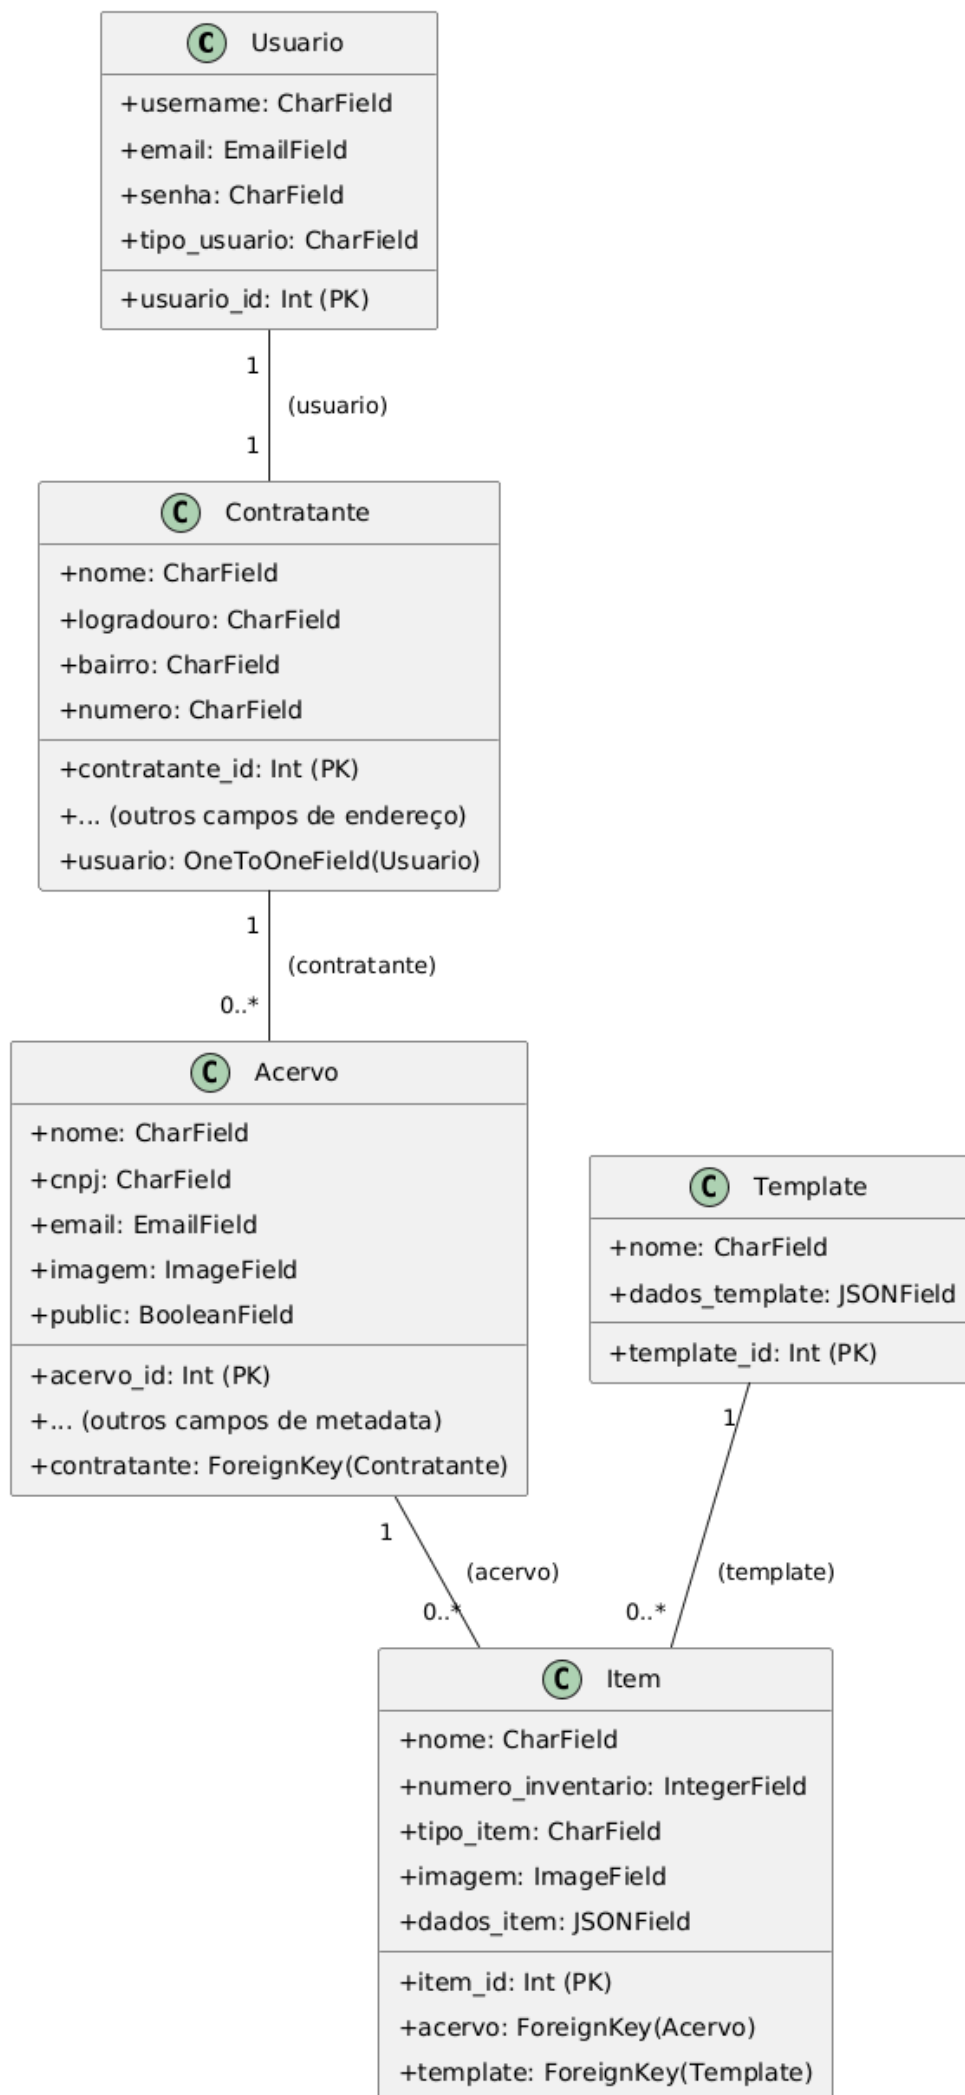 C Usuario
+username: CharField
+email: EmailField
+senha: CharField
+tipo_usuario: CharField
+usuario_id: Int (PK)
1
(usuario)
1
C Contratante
+nome: CharField
+logradouro: CharField
+bairro: CharField
+numero: CharField
+contratante_id: Int (PK)
+... (outros campos de endereço)
+usuario: OneToOneField(Usuario)
1
(contratante)
0..*
C Acervo
+nome: CharField
+cnpj: CharField
+email: EmailField
+imagem: ImageField
+public: BooleanField
+acervo_id: Int (PK)
+... (outros campos de metadata)
+contratante: ForeignKey(Contratante)
C Template
+nome: CharField
+dados_template: JSONField
+template_id: Int (PK)
1
1
(acervo)
(template)
0..*
0..*
C Item
+nome: CharField
+numero_inventario: IntegerField
+tipo_item: CharField
+imagem: ImageField
+dados_item: JSONField
+item_id: Int (PK)
+acervo: ForeignKey(Acervo)
+template: ForeignKey(Template)